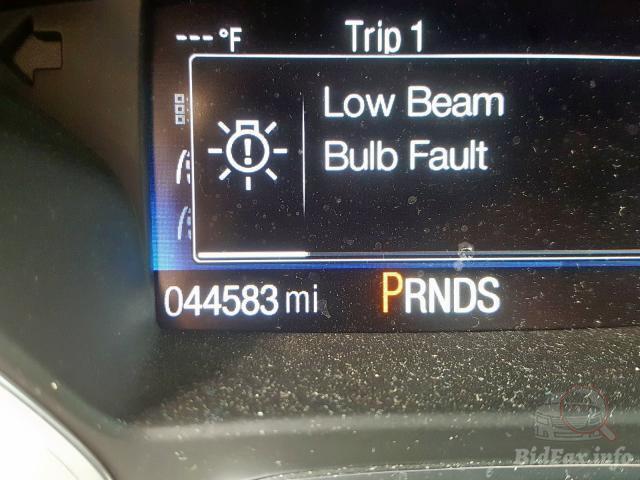 ---°F Trip 1
Low Beam
Bulb Fault
044583 mi PRNDS
BidFax.info